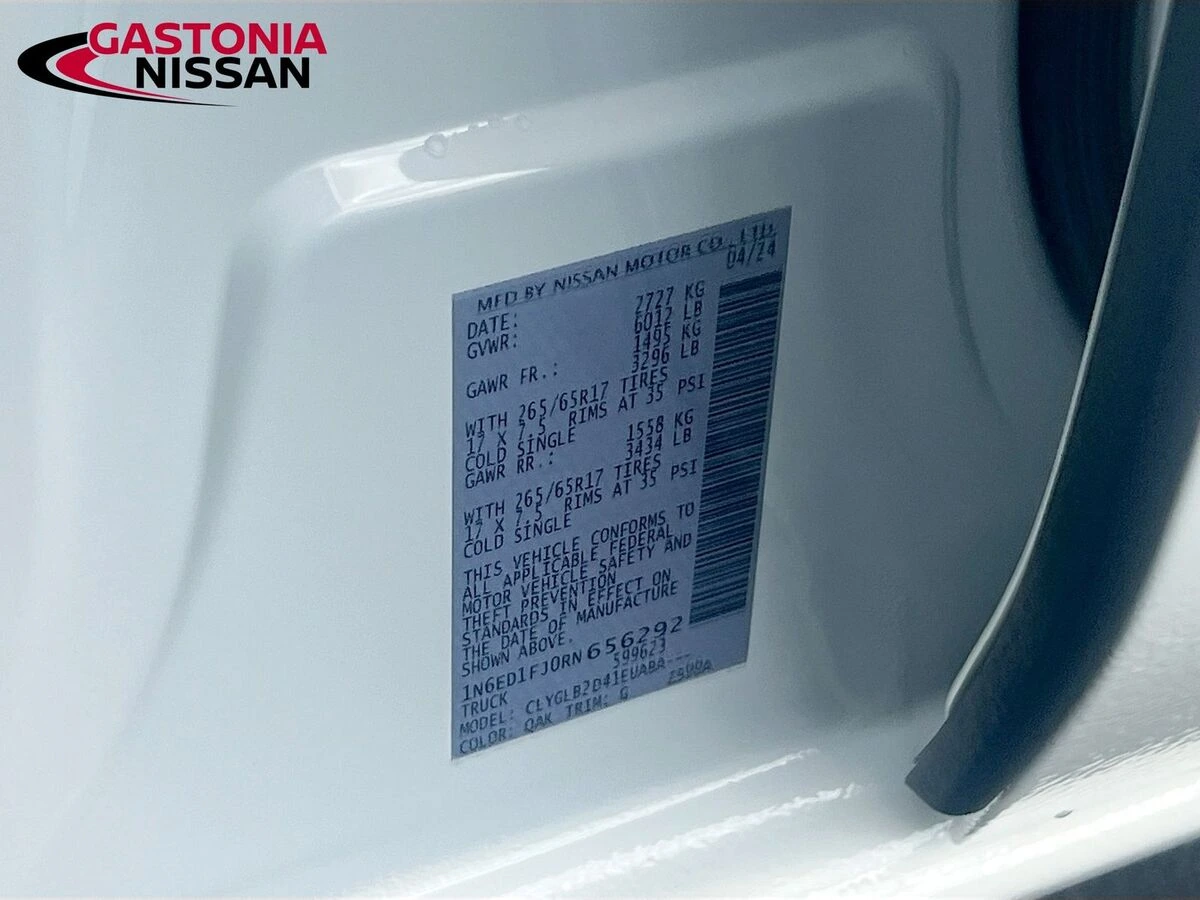 GASTONIA
NISSAN
MFD BY NISSAN MOTOR CO., LTD.
DATE: 04/24
GVWR: 2727 KG
6012 LB
GAWR FR.: 1495 KG
3296 LB
WITH 265/65R17 TIRES
17 X 7.5 RIMS AT 35 PSI
COLD SINGLE
GAWR RR.: 1558 KG
3434 LB
WITH 265/65R17 TIRES
17 X 7.5 RIMS AT 35 PSI
COLD SINGLE
THIS VEHICLE CONFORMS TO
ALL APPLICABLE FEDERAL
MOTOR VEHICLE SAFETY AND
THEFT PREVENTION
STANDARDS IN EFFECT ON
THE DATE OF MANUFACTURE
SHOWN ABOVE.
1N6ED1FJ0RN656292
TRUCK 599623
MODEL: CLYGLB2D41EUABA---
COLOR: QAK TRIM: G